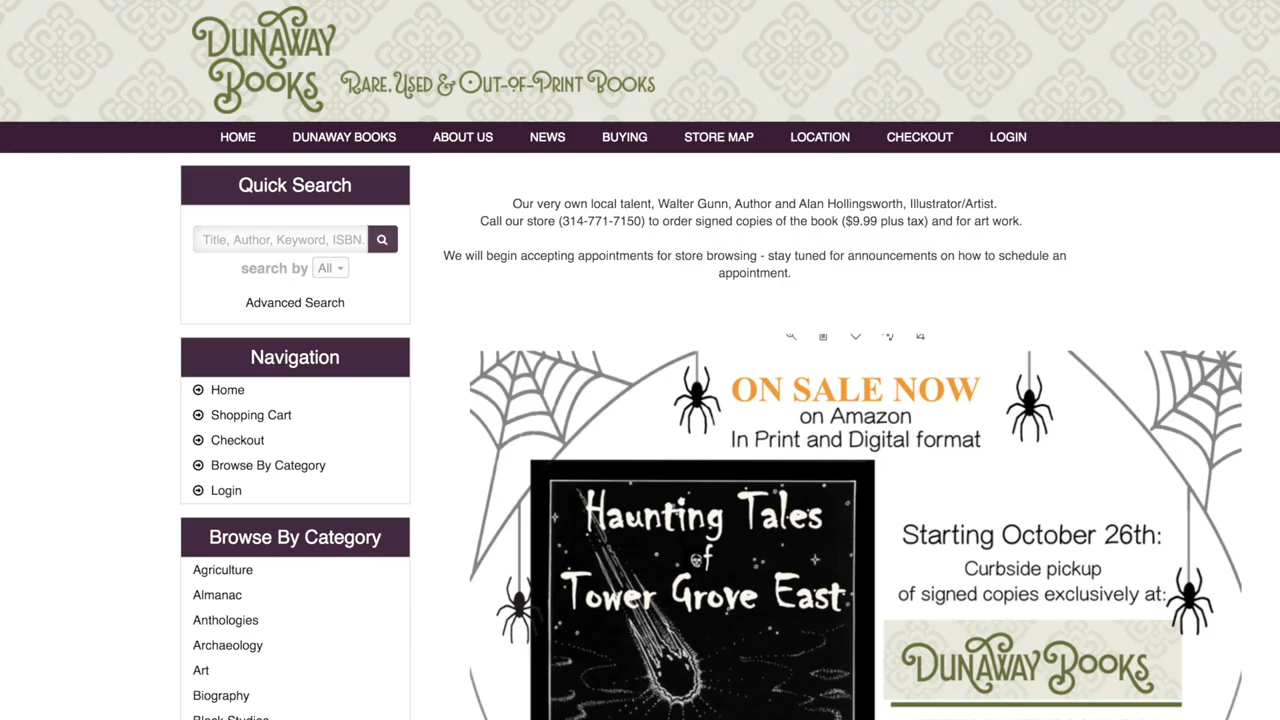 DUNAWAY
BOOKS
RARE, USED & OUT-OF-PRINT BOOKS
HOME
DUNAWAY BOOKS
ABOUT US
NEWS
BUYING
STORE MAP
LOCATION
CHECKOUT
LOGIN
Quick Search
Title, Author, Keyword, ISBN.
search by All
Advanced Search
Navigation
Home
Shopping Cart
Checkout
Browse By Category
Login
Browse By Category
Agriculture
Almanac
Anthologies
Archaeology
Art
Biography
Black Studies
Our very own local talent, Walter Gunn, Author and Alan Hollingsworth, Illustrator/Artist.
Call our store (314-771-7150) to order signed copies of the book ($9.99 plus tax) and for art work.
We will begin accepting appointments for store browsing - stay tuned for announcements on how to schedule an
appointment.
ON SALE NOW
on Amazon
In Print and Digital format
Haunting Tales
of
Tower Grove East
Starting October 26th:
Curbside pickup
of signed copies exclusively at:
DUNAWAY BOOKS